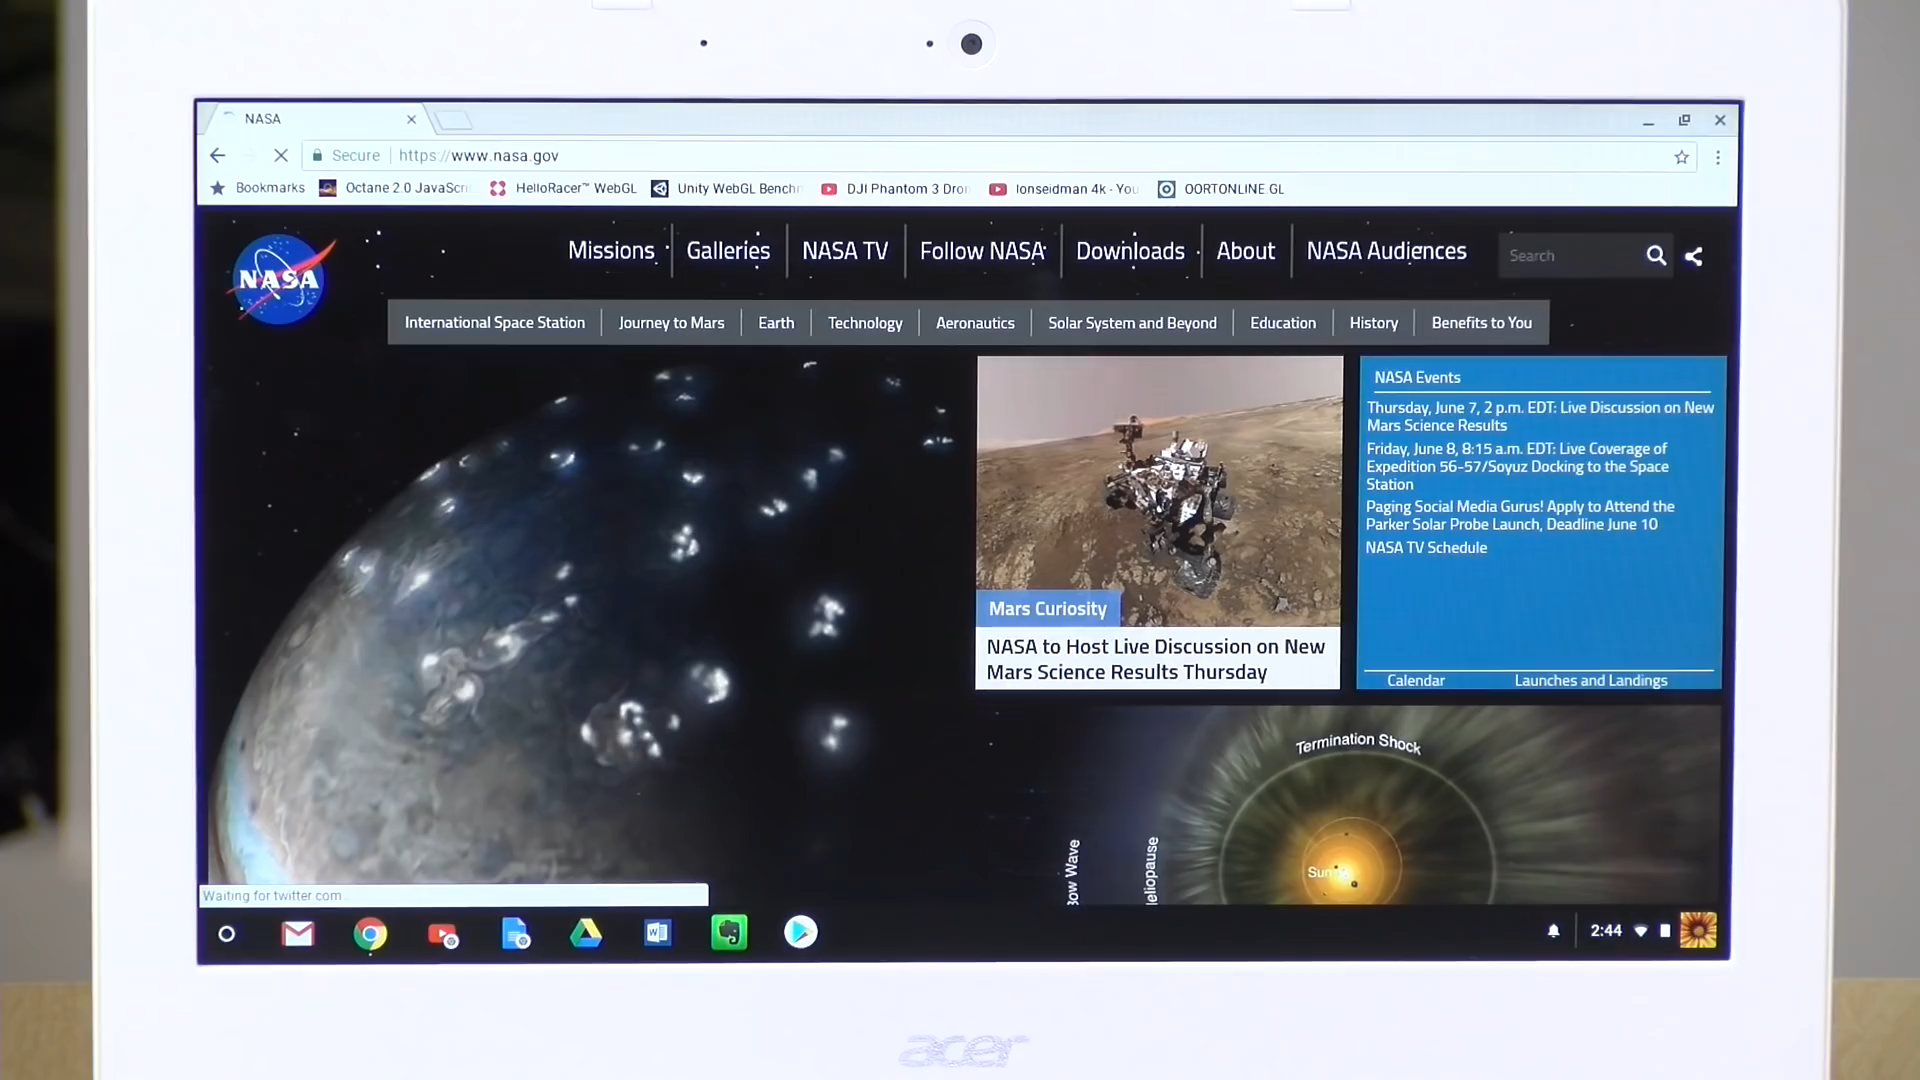 NASA
Secure https://www.nasa.gov
Bookmarks Octane 2.0 JavaScri HelloRacer™ WebGL Unity WebGL Bench DJI Phantom 3 Dro lonseidman 4k - You OORTONLINE.GL
NASA
Missions Galleries NASA TV Follow NASA Downloads About NASA Audiences Search
International Space Station Journey to Mars Earth Technology Aeronautics Solar System and Beyond Education History Benefits to You
Mars Curiosity
NASA to Host Live Discussion on New
Mars Science Results Thursday
NASA Events
Thursday, June 7, 2 p.m. EDT: Live Discussion on New
Mars Science Results
Friday, June 8, 8:15 a.m. EDT: Live Coverage of
Expedition 56-57/Soyuz Docking to the Space
Station
Paging Social Media Gurus! Apply to Attend the
Parker Solar Probe Launch, Deadline June 10
NASA TV Schedule
Calendar Launches and Landings
Termination Shock
Bow Wave
eliopause
Sun
Waiting for twitter.com...
2:44
acer